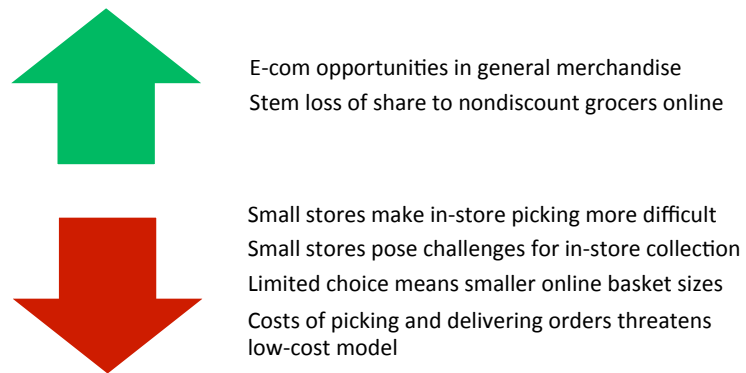 E-com opportunities in general merchandise
Stem loss of share to nondiscount grocers online
Small stores make in-store picking more difficult
Small stores pose challenges for in-store collection
Limited choice means smaller online basket sizes
Costs of picking and delivering orders threatens
low-cost model